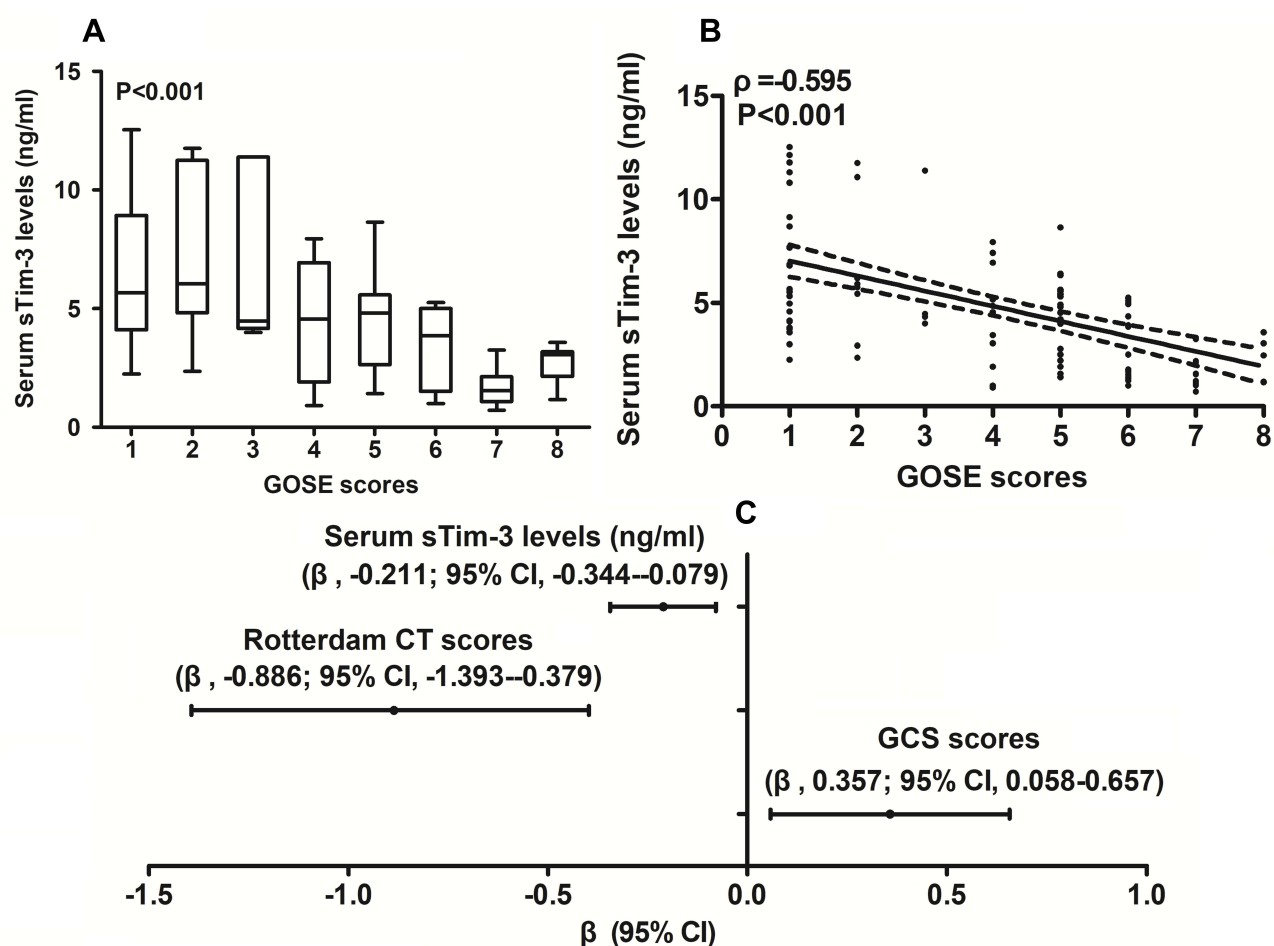 A
15
P<0.001
10
5
0
Serum sTim-3 levels (ng/ml)
1 2 3 4 5 6 7 8
GOSE scores
B
ρ =-0.595
P<0.001
15
10
5
0
Serum sTim-3 levels (ng/ml)
0 1 2 3 4 5 6 7 8
GOSE scores
C
Serum sTim-3 levels (ng/ml)
(β , -0.211; 95% CI, -0.344--0.079)
Rotterdam CT scores
(β , -0.886; 95% CI, -1.393--0.379)
GCS scores
(β , 0.357; 95% CI, 0.058-0.657)
-1.5 -1.0 -0.5 0.0 0.5 1.0
β (95% CI)